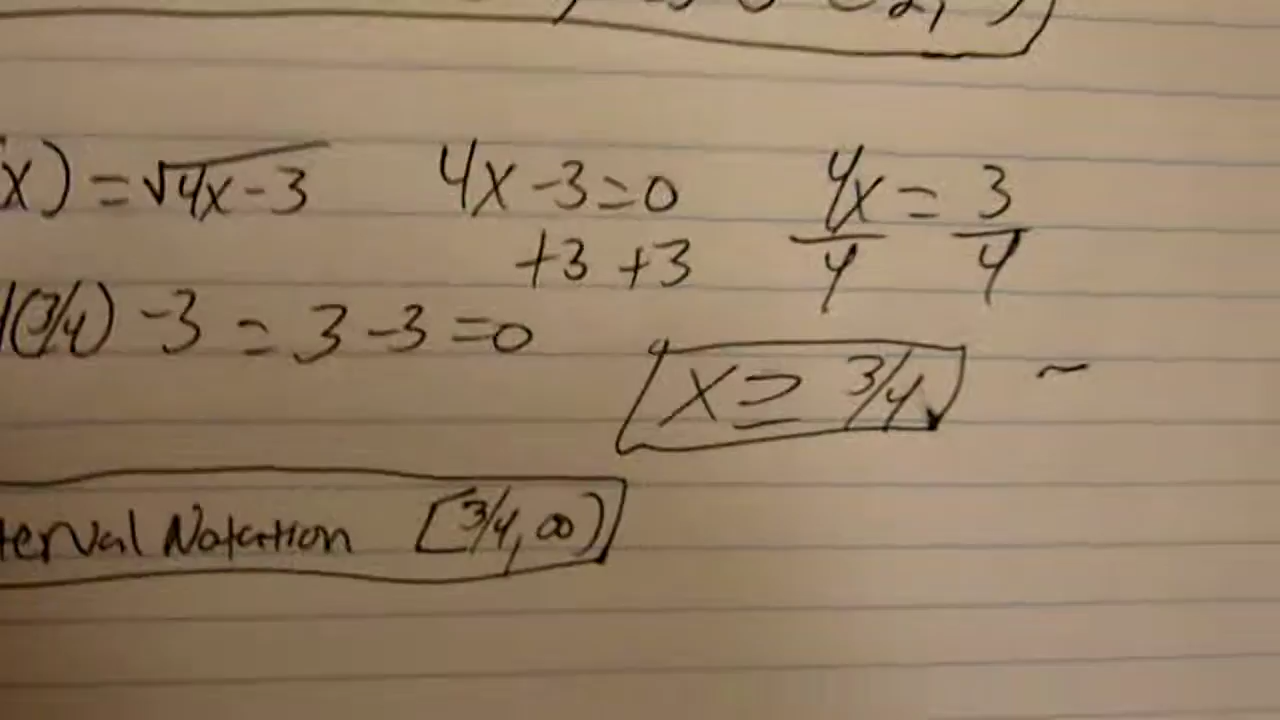 x) = √4x-3 4x-3=0 4x = 3
+3 +3 4 4
(3/4) -3 = 3-3=0
x ≥ 3/4 ~
terval Notation [3/4, ∞)